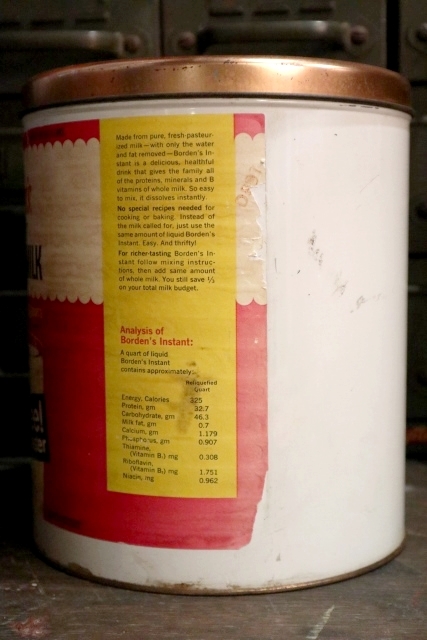 Made from pure, fresh pasteur-
ized milk—with only the water
and fat removed—Borden's In-
stant is a delicious, healthful
drink that gives the family all
of the proteins, minerals and B
vitamins of whole milk. So easy
to mix, it dissolves instantly.
No special recipes needed for
cooking or baking. Instead of
the milk called for, just use the
same amount of liquid Borden's
Instant. Easy. And thrifty!
For richer-tasting Borden's In-
stant follow mixing instruc-
tions, then add same amount
of whole milk. You still save ½
on your total milk budget.
Analysis of
Borden's Instant:
A quart of liquid
Borden's Instant
contains approximately:
Reliquefied
Quart
Energy, Calories 325
Protein, gm 32.7
Carbohydrate, gm 46.3
Milk fat, gm 0.7
Calcium, gm 1.179
Phosphorus, gm 0.907
Thiamine,
(Vitamin B₁) mg 0.308
Riboflavin,
(Vitamin B₂) mg 1.751
Niacin, mg 0.962